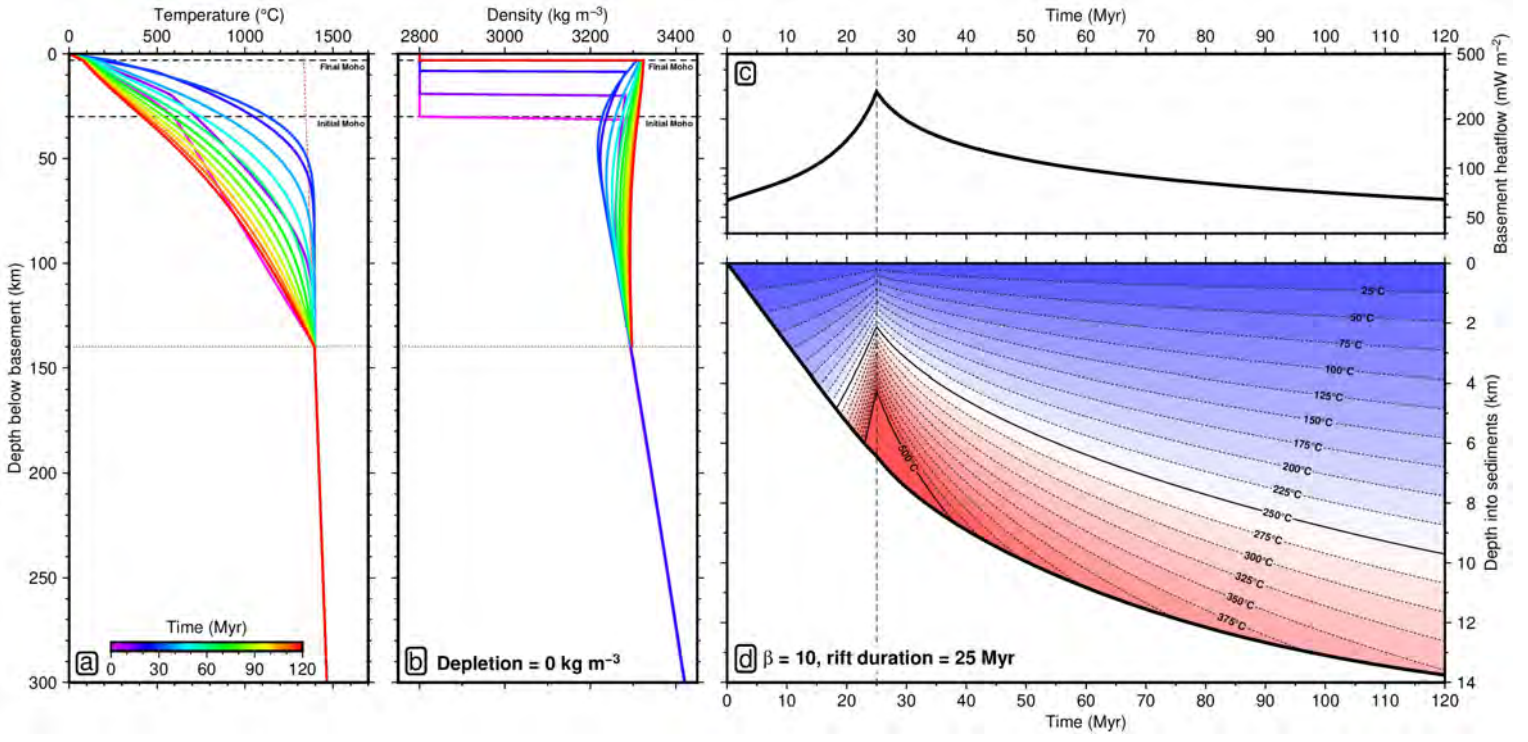 Temperature (°C)
0 500 1000 1400
Density (kg m⁻³)
2800 3000 3200 3400
Time (Myr)
0 10 20 30 40 50 60 70 80 90 100 110 120
Depth below basement (km)
0
50
100
150
200
250
300
Final Moho
Initial Moho
Time (Myr)
0 30 60 90 120
a
Final Moho
Initial Moho
b
Depletion = 0 kg m⁻³
c
500
200
100
50
Basement heatflow (mW m⁻²)
25°C
50°C
75°C
100°C
125°C
150°C
175°C
200°C
225°C
250°C
275°C
300°C
325°C
350°C
375°C
500°C
0
2
4
6
8
10
12
14
Depth into sediments (km)
d
β = 10, rift duration = 25 Myr
0 10 20 30 40 50 60 70 80 90 100 110 120
Time (Myr)